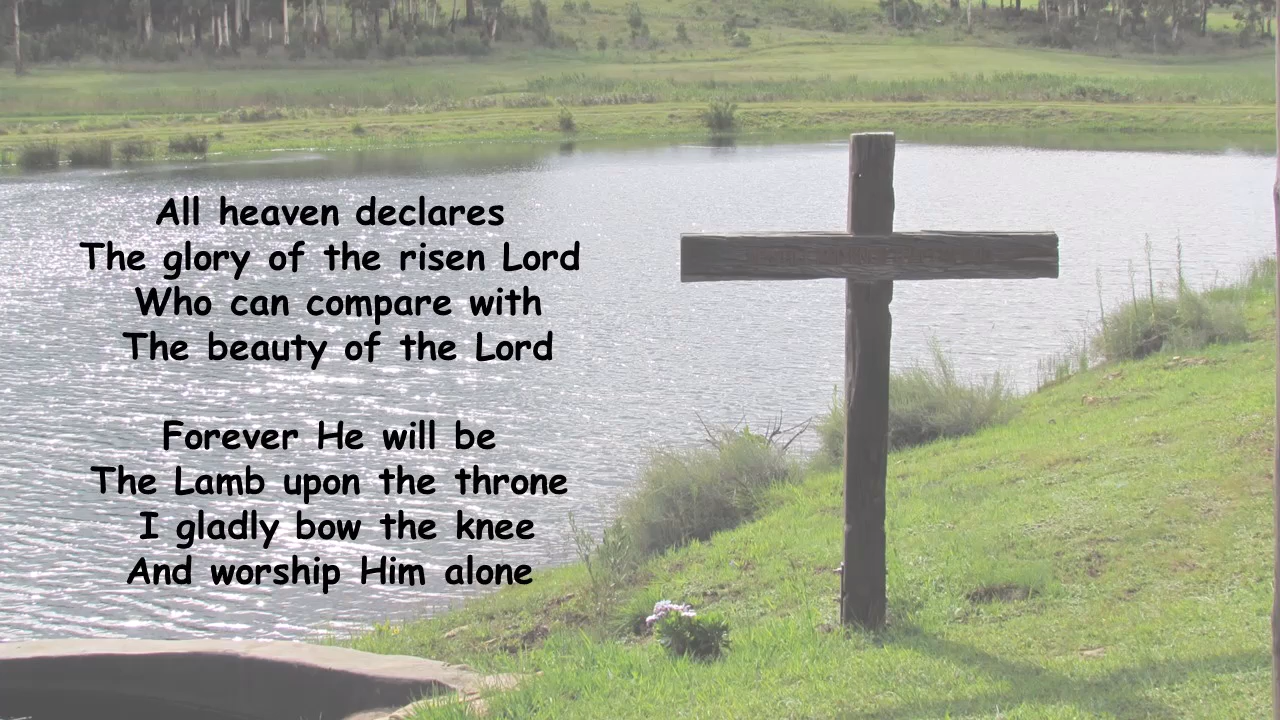 All heaven declares
The glory of the risen Lord
Who can compare with
The beauty of the Lord
Forever He will be
The Lamb upon the throne
I gladly bow the knee
And worship Him alone